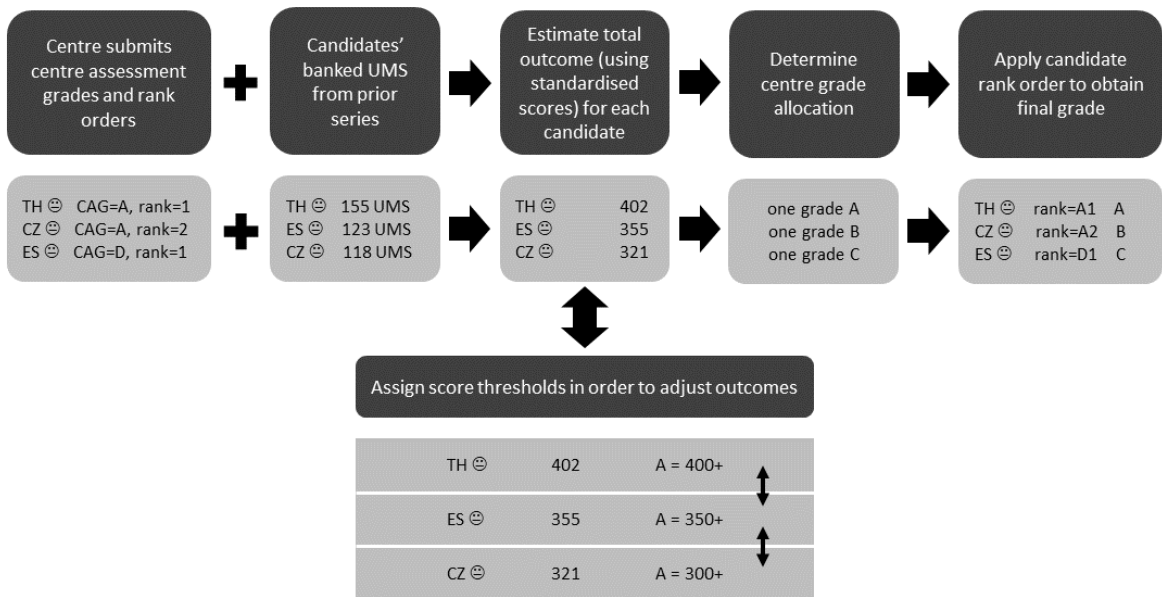 Centre submits
centre assessment
grades and rank
orders
Candidates'
banked UMS
from prior
series
Estimate total
outcome (using
standardised
scores) for each
candidate
Determine
centre grade
allocation
Apply candidate
rank order to obtain
final grade
TH 😐 CAG=A, rank=1
CZ 😐 CAG=A, rank=2
ES 😐 CAG=D, rank=1
TH 😐 155 UMS
ES 😐 123 UMS
CZ 😐 118 UMS
TH 😐 402
ES 😐 355
CZ 😐 321
one grade A
one grade B
one grade C
TH 😐 rank=A1 A
CZ 😐 rank=A2 B
ES 😐 rank=D1 C
Assign score thresholds in order to adjust outcomes
TH 😐 402 A = 400+
ES 😐 355 A = 350+
CZ 😐 321 A = 300+